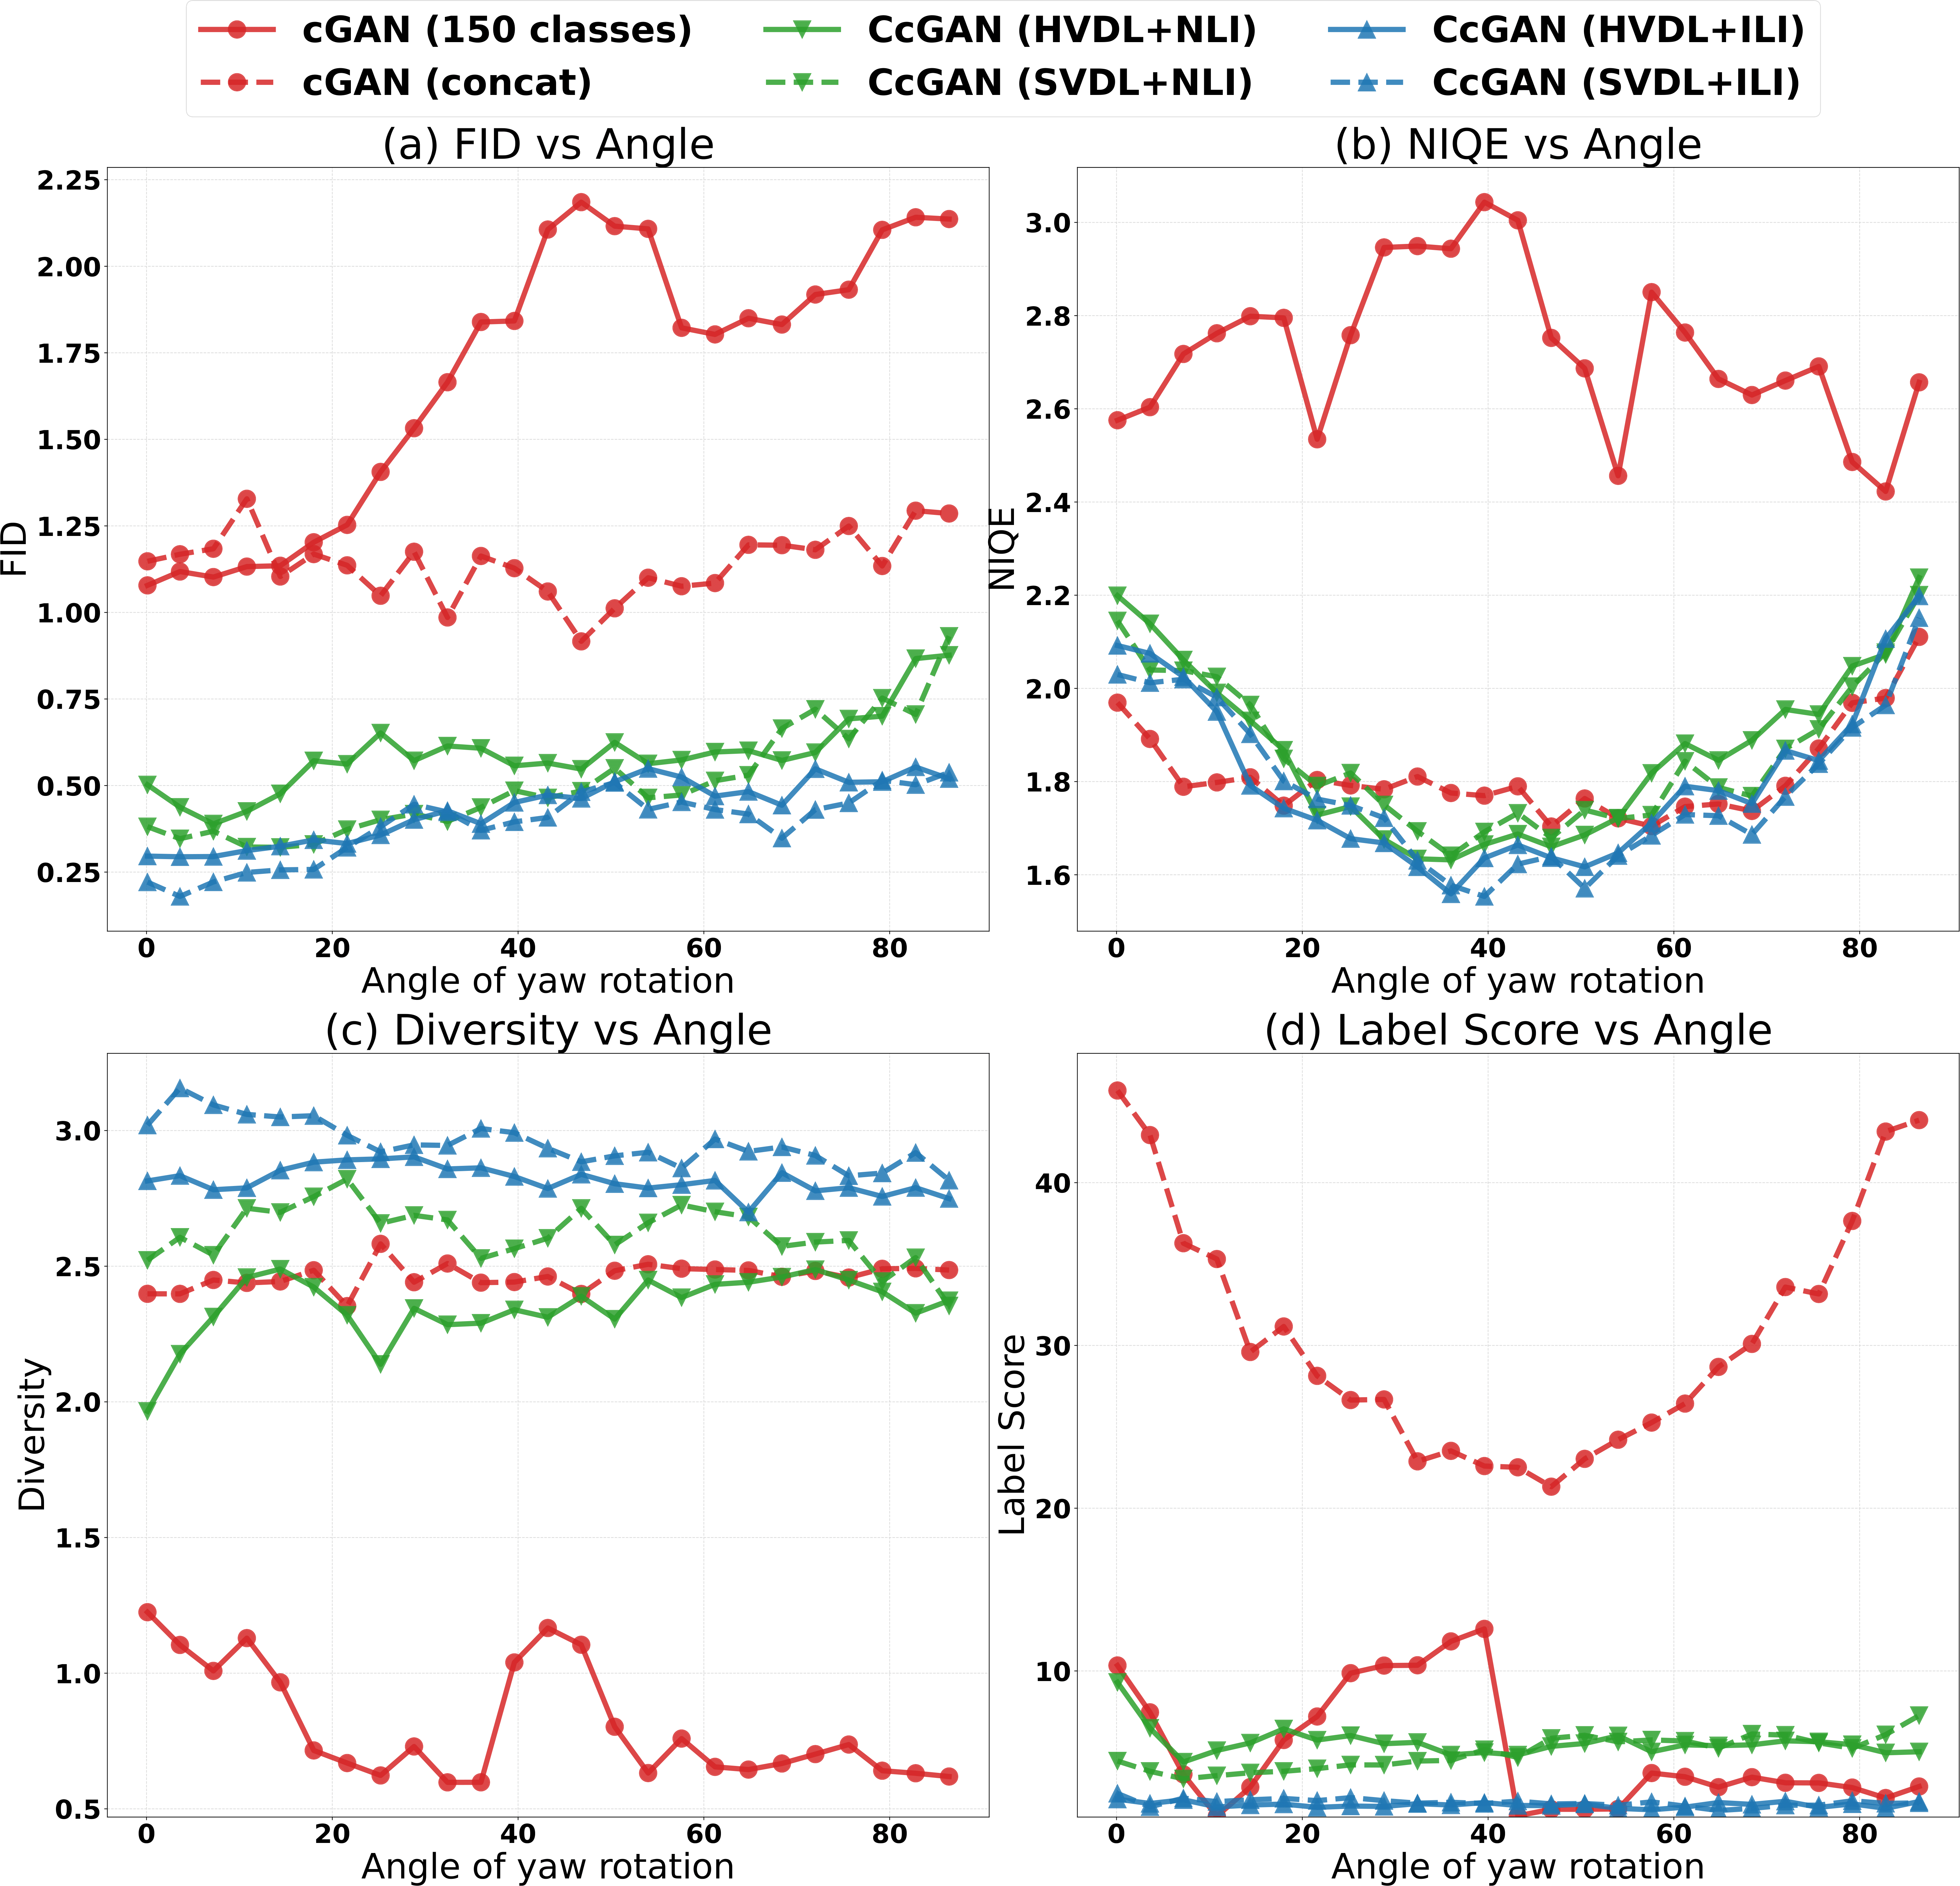 cGAN (150 classes) CcGAN (HVDL+NLI) CcGAN (HVDL+ILI)
cGAN (concat) CcGAN (SVDL+NLI) CcGAN (SVDL+ILI)
(a) FID vs Angle
2.25
2.00
1.75
1.50
1.25
1.00
0.75
0.50
0.25
FID
0 20 40 60 80
Angle of yaw rotation
(b) NIQE vs Angle
3.0
2.8
2.6
2.4
2.2
2.0
1.8
1.6
NIQE
0 20 40 60 80
Angle of yaw rotation
(c) Diversity vs Angle
3.0
2.5
2.0
1.5
1.0
0.5
Diversity
0 20 40 60 80
Angle of yaw rotation
(d) Label Score vs Angle
40
30
20
10
Label Score
0 20 40 60 80
Angle of yaw rotation